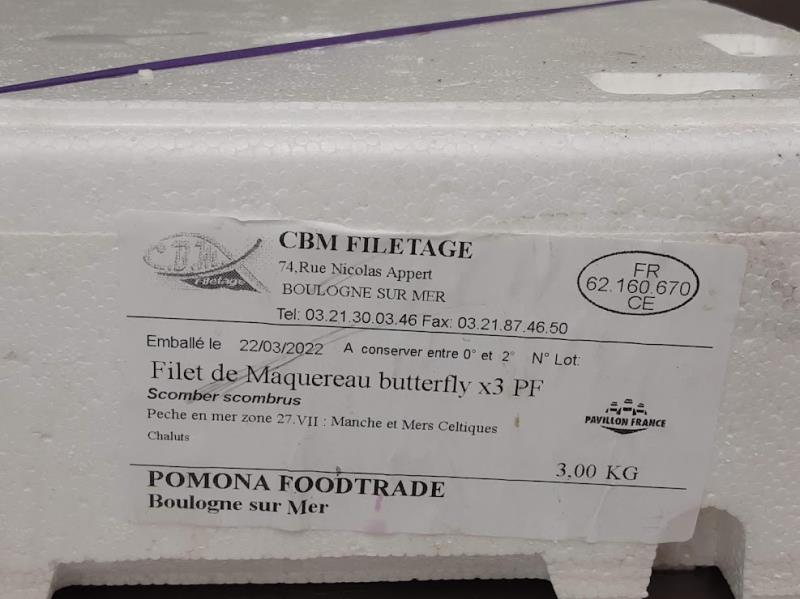 C.B.M.
Filetage
CBM FILETAGE
74,Rue Nicolas Appert
BOULOGNE SUR MER
Tel: 03.21.30.03.46 Fax: 03.21.87.46.50
FR
62.160.670
CE
Emballé le 22/03/2022 A conserver entre 0° et 2° N° Lot:
Filet de Maquereau butterfly x3 PF
Scomber scombrus
Peche en mer zone 27.VII : Manche et Mers Celtiques
Chaluts
PAVILLON FRANCE
3,00 KG
POMONA FOODTRADE
Boulogne sur Mer